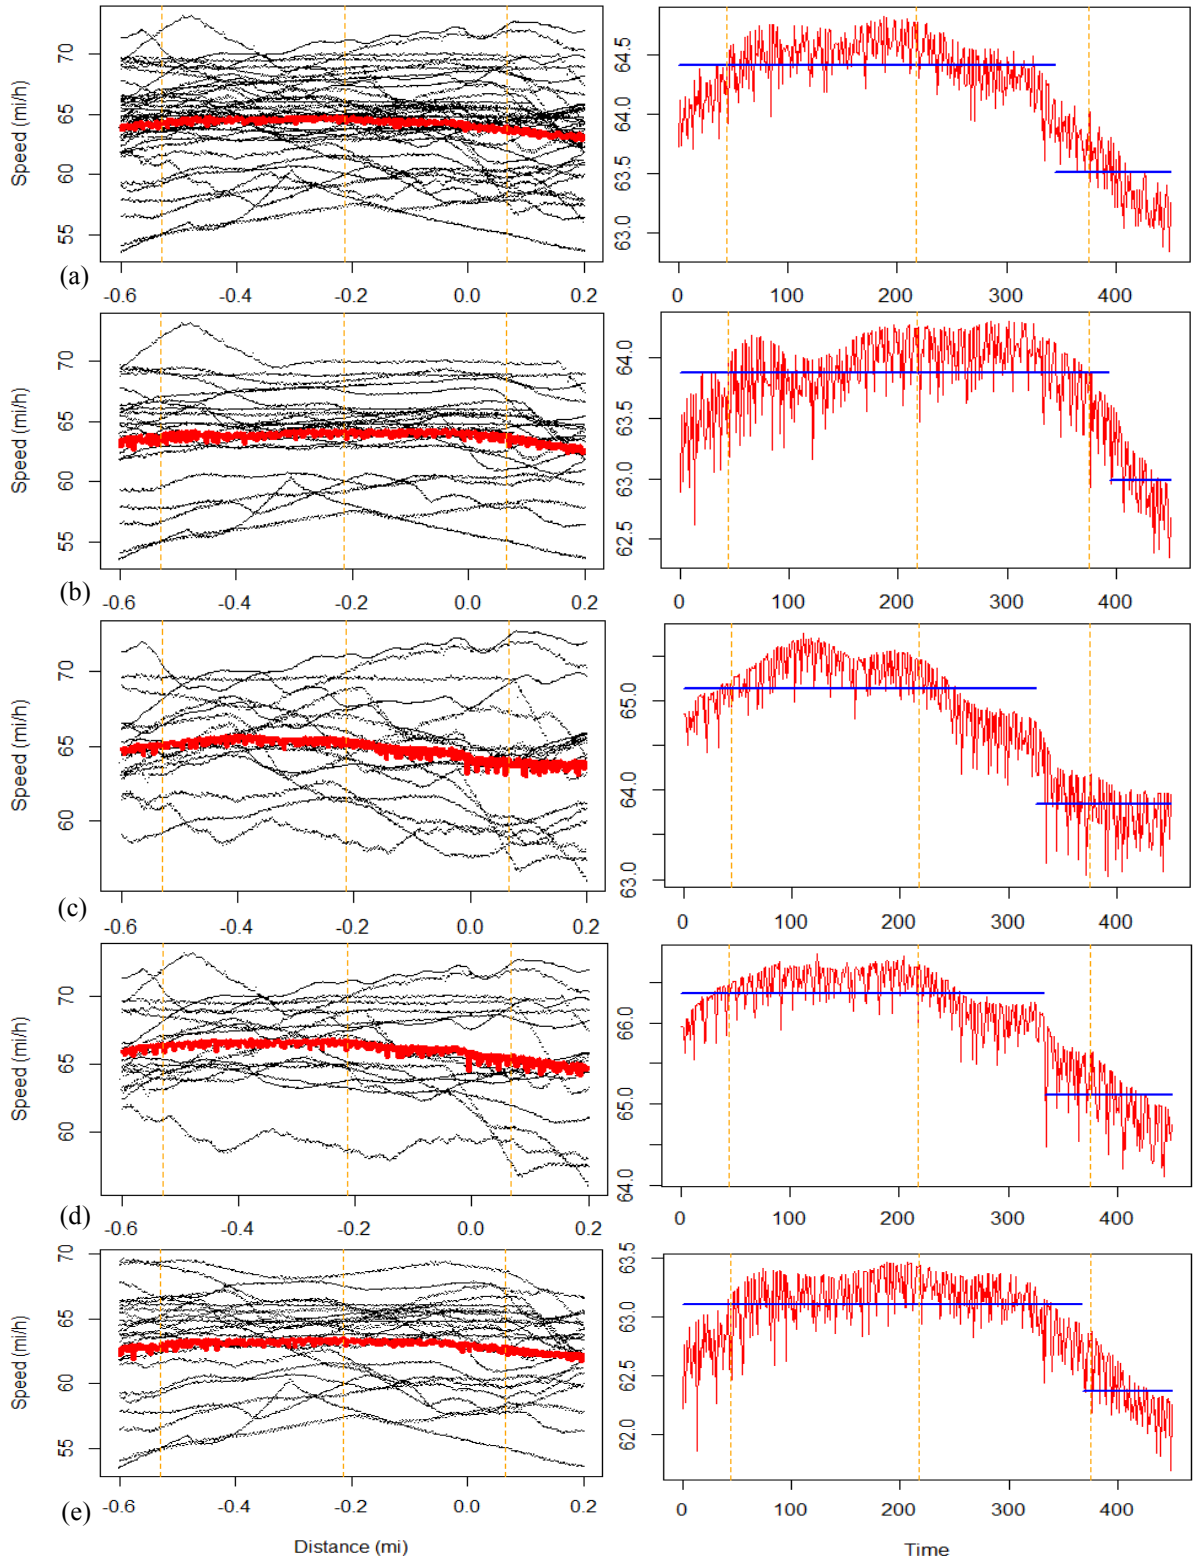 Speed (mi/h)
55 60 65 70
63.0 63.5 64.0 64.5
(a)
-0.6 -0.4 -0.2 0.0 0.2
0 100 200 300 400
Speed (mi/h)
55 60 65 70
62.5 63.0 63.5 64.0
(b)
-0.6 -0.4 -0.2 0.0 0.2
0 100 200 300 400
Speed (mi/h)
60 65 70
63.0 64.0 65.0
(c)
-0.6 -0.4 -0.2 0.0 0.2
0 100 200 300 400
Speed (mi/h)
60 65 70
64.0 65.0 66.0
(d)
-0.6 -0.4 -0.2 0.0 0.2
0 100 200 300 400
Speed (mi/h)
55 60 65 70
62.0 62.5 63.0 63.5
(e)
-0.6 -0.4 -0.2 0.0 0.2
0 100 200 300 400
Distance (mi)
Time